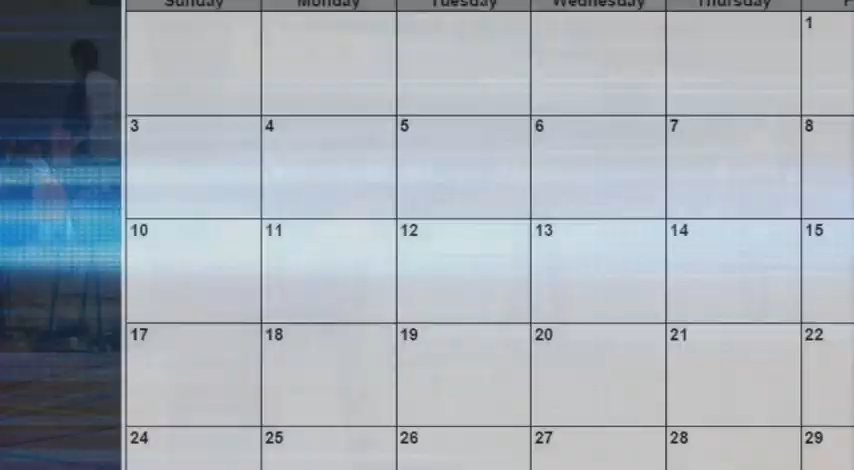 Sunday Monday Tuesday Wednesday Thursday F
1
3 4 5 6 7 8
10 11 12 13 14 15
17 18 19 20 21 22
24 25 26 27 28 29